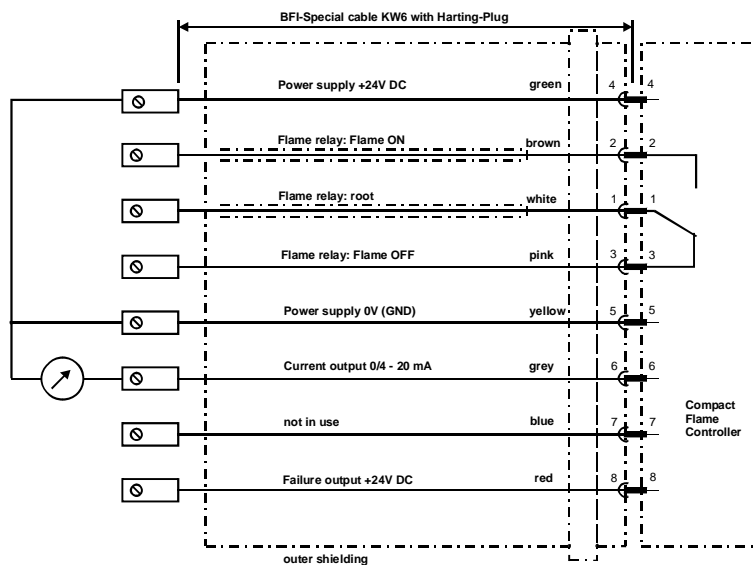 BFI-Special cable KW6 with Harting-Plug
Power supply +24V DC green 4 4
Flame relay: Flame ON brown 2 2
Flame relay: root white 1 1
Flame relay: Flame OFF pink 3 3
Power supply 0V (GND) yellow 5 5
Current output 0/4 - 20 mA grey 6 6
not in use blue 7 7
Failure output +24V DC red 8 8
Compact
Flame
Controller
outer shielding